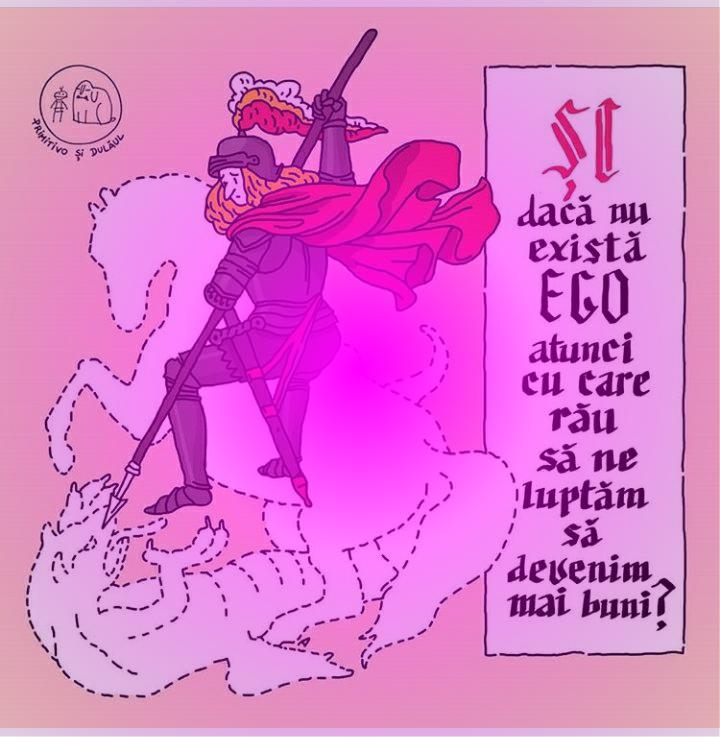 PRIMITIVO ȘI DULĂUL
ȘI
dacă nu
există
EGO
atunci
cu care
rău
să ne
luptăm
să
devenim
mai buni?